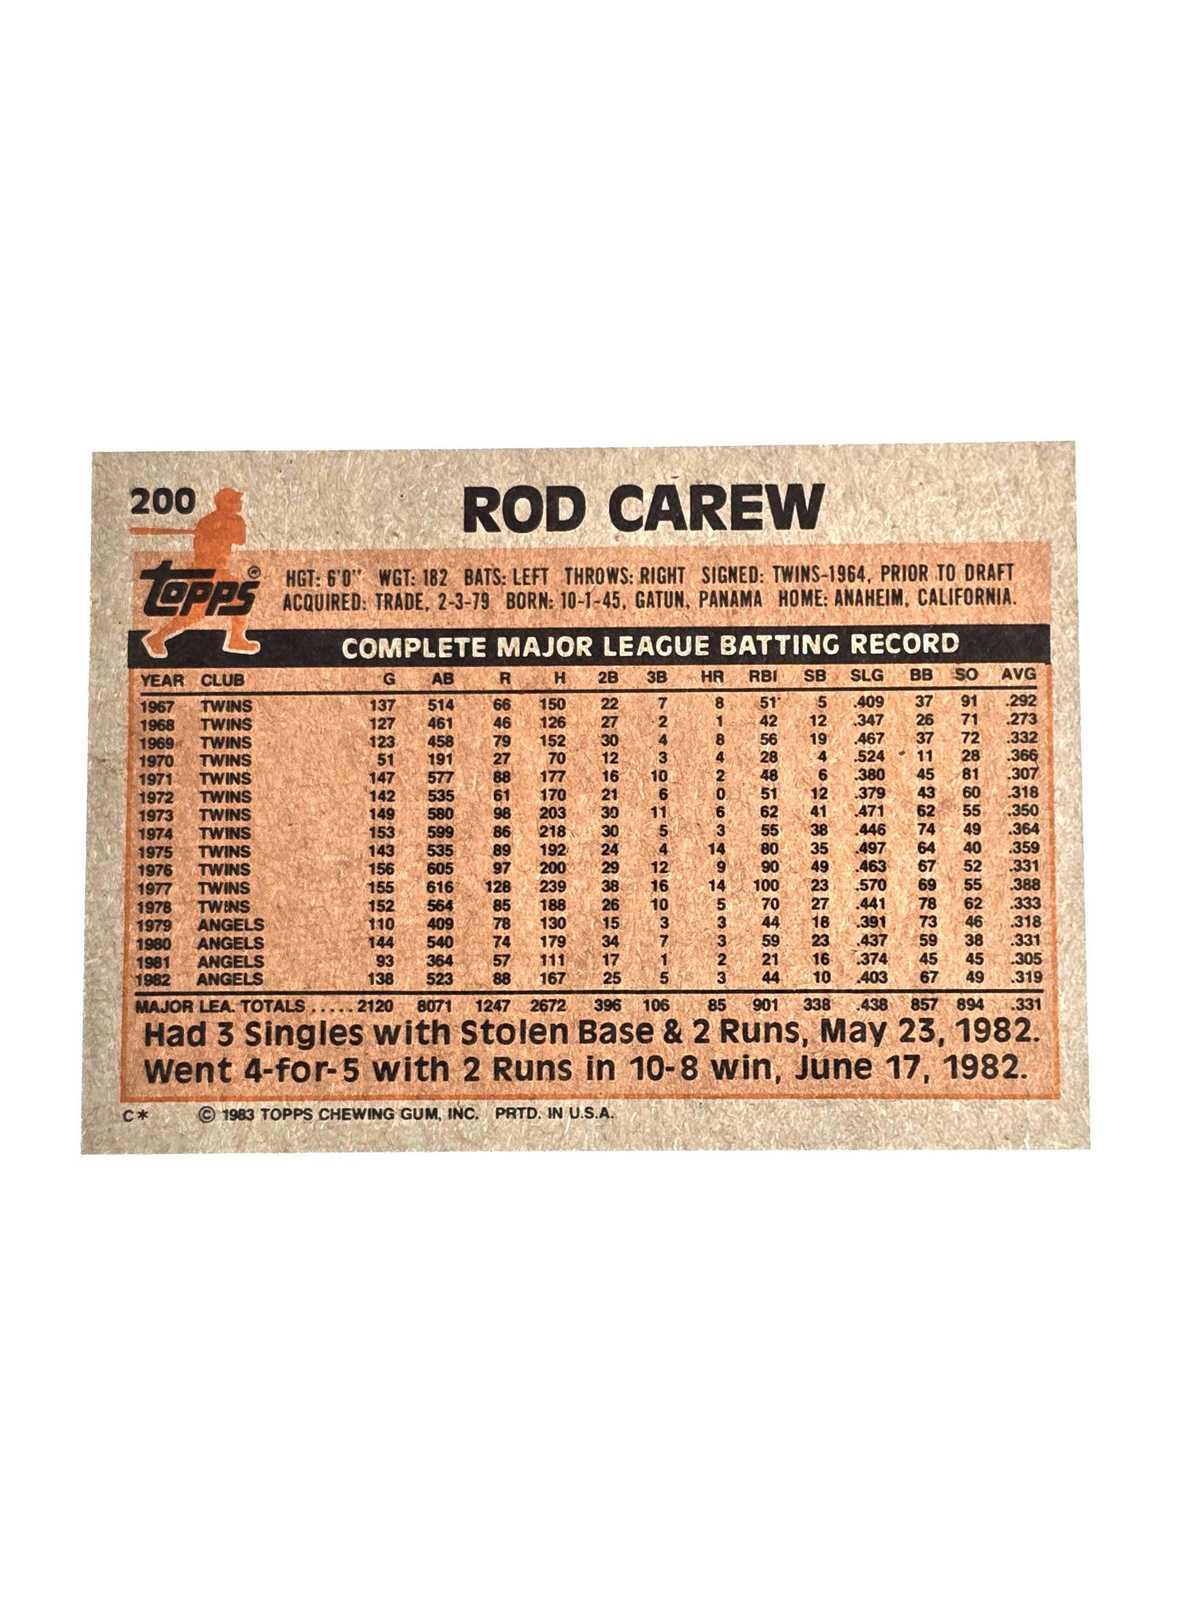 200
ROD CAREW
topps®
HGT: 6'0" WGT: 182 BATS: LEFT THROWS: RIGHT SIGNED: TWINS-1964, PRIOR TO DRAFT
ACQUIRED: TRADE, 2-3-79 BORN: 10-1-45, GATUN, PANAMA HOME: ANAHEIM, CALIFORNIA.
COMPLETE MAJOR LEAGUE BATTING RECORD
YEAR CLUB G AB R H 2B 3B HR RBI SB SLG BB SO AVG
1967 TWINS 137 514 66 150 22 7 8 51 5 .409 37 91 .292
1968 TWINS 127 461 46 126 27 2 1 42 12 .347 26 71 .273
1969 TWINS 123 458 79 152 30 4 8 56 19 .467 37 72 .332
1970 TWINS 51 191 27 70 12 3 4 28 4 .524 11 28 .366
1971 TWINS 147 577 88 177 16 10 2 48 6 .380 45 81 .307
1972 TWINS 142 535 61 170 21 6 0 51 12 .379 43 60 .318
1973 TWINS 149 580 98 203 30 11 6 62 41 .471 62 55 .350
1974 TWINS 153 599 86 218 30 5 3 55 38 .446 74 49 .364
1975 TWINS 143 535 89 192 24 4 14 80 35 .497 64 40 .359
1976 TWINS 156 605 97 200 29 12 9 90 49 .463 67 52 .331
1977 TWINS 155 616 128 239 38 16 14 100 23 .570 69 55 .388
1978 TWINS 152 564 85 188 26 10 5 70 27 .441 78 62 .333
1979 ANGELS 110 409 78 130 15 3 3 44 18 .391 73 46 .318
1980 ANGELS 144 540 74 179 34 7 3 59 23 .437 59 38 .331
1981 ANGELS 93 364 57 111 17 1 2 21 16 .374 45 45 .305
1982 ANGELS 138 523 88 167 25 5 3 44 10 .403 67 49 .319
MAJOR LEA. TOTALS ..... 2120 8071 1247 2672 396 106 85 901 338 .438 857 894 .331
Had 3 Singles with Stolen Base & 2 Runs, May 23, 1982.
Went 4-for-5 with 2 Runs in 10-8 win, June 17, 1982.
C* © 1983 TOPPS CHEWING GUM, INC. PRTD. IN U.S.A.